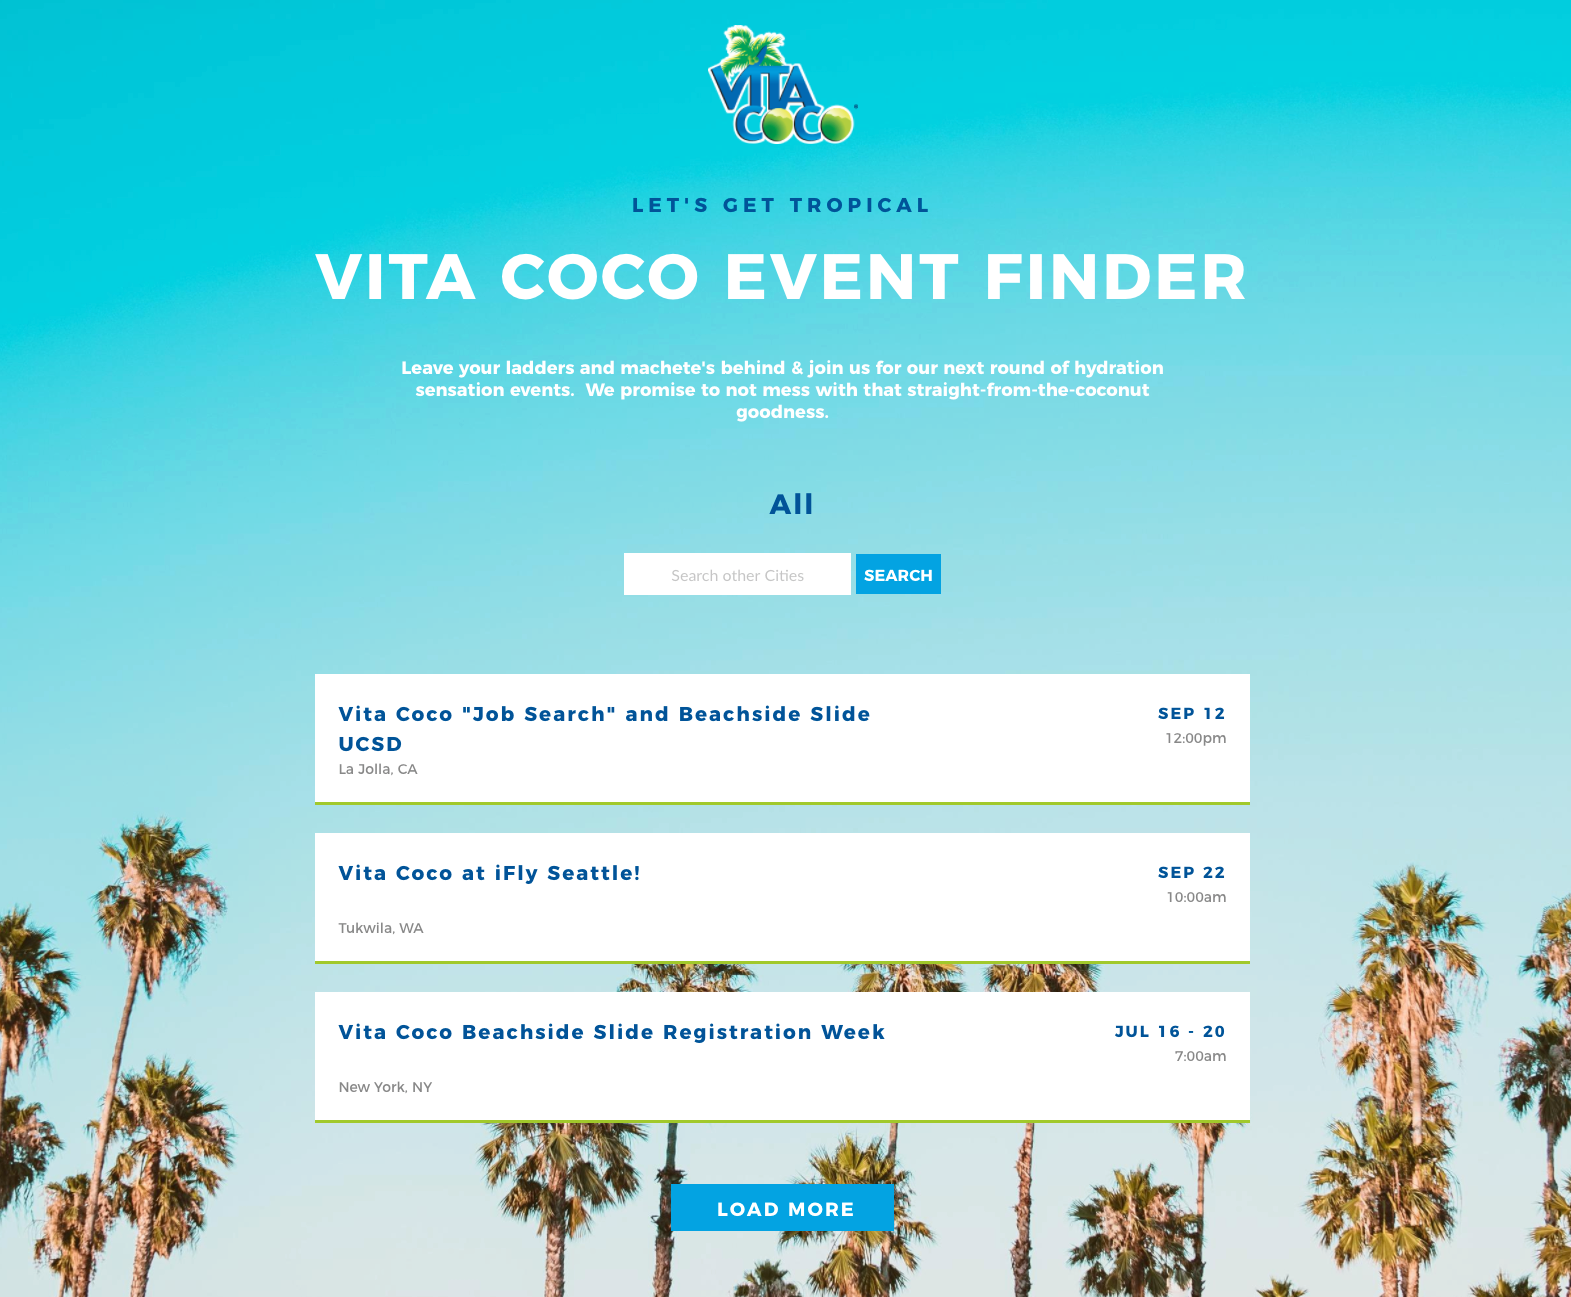 VITA
COCO
LET'S GET TROPICAL
VITA COCO EVENT FINDER
Leave your ladders and machete's behind & join us for our next round of hydration
sensation events.  We promise to not mess with that straight-from-the-coconut
goodness.
All
Search other Cities
SEARCH
Vita Coco "Job Search" and Beachside Slide
UCSD
La Jolla, CA
SEP 12
12:00pm
Vita Coco at iFly Seattle!
Tukwila, WA
SEP 22
10:00am
Vita Coco Beachside Slide Registration Week
New York, NY
JUL 16 - 20
7:00am
LOAD MORE